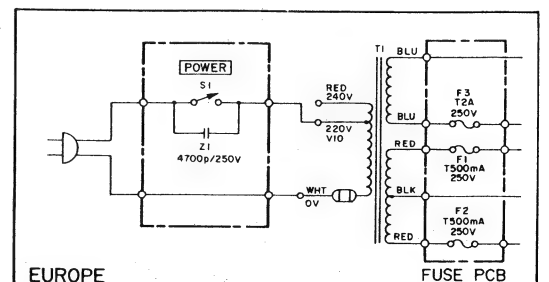 POWER
S1
Z1
4700p/250V
RED
240V
220V
VIO
WHT
0V
T1
BLU
F3
T2A
250V
BLU
RED
F1
T500mA
250V
BLK
F2
T500mA
250V
RED
EUROPE
FUSE PCB